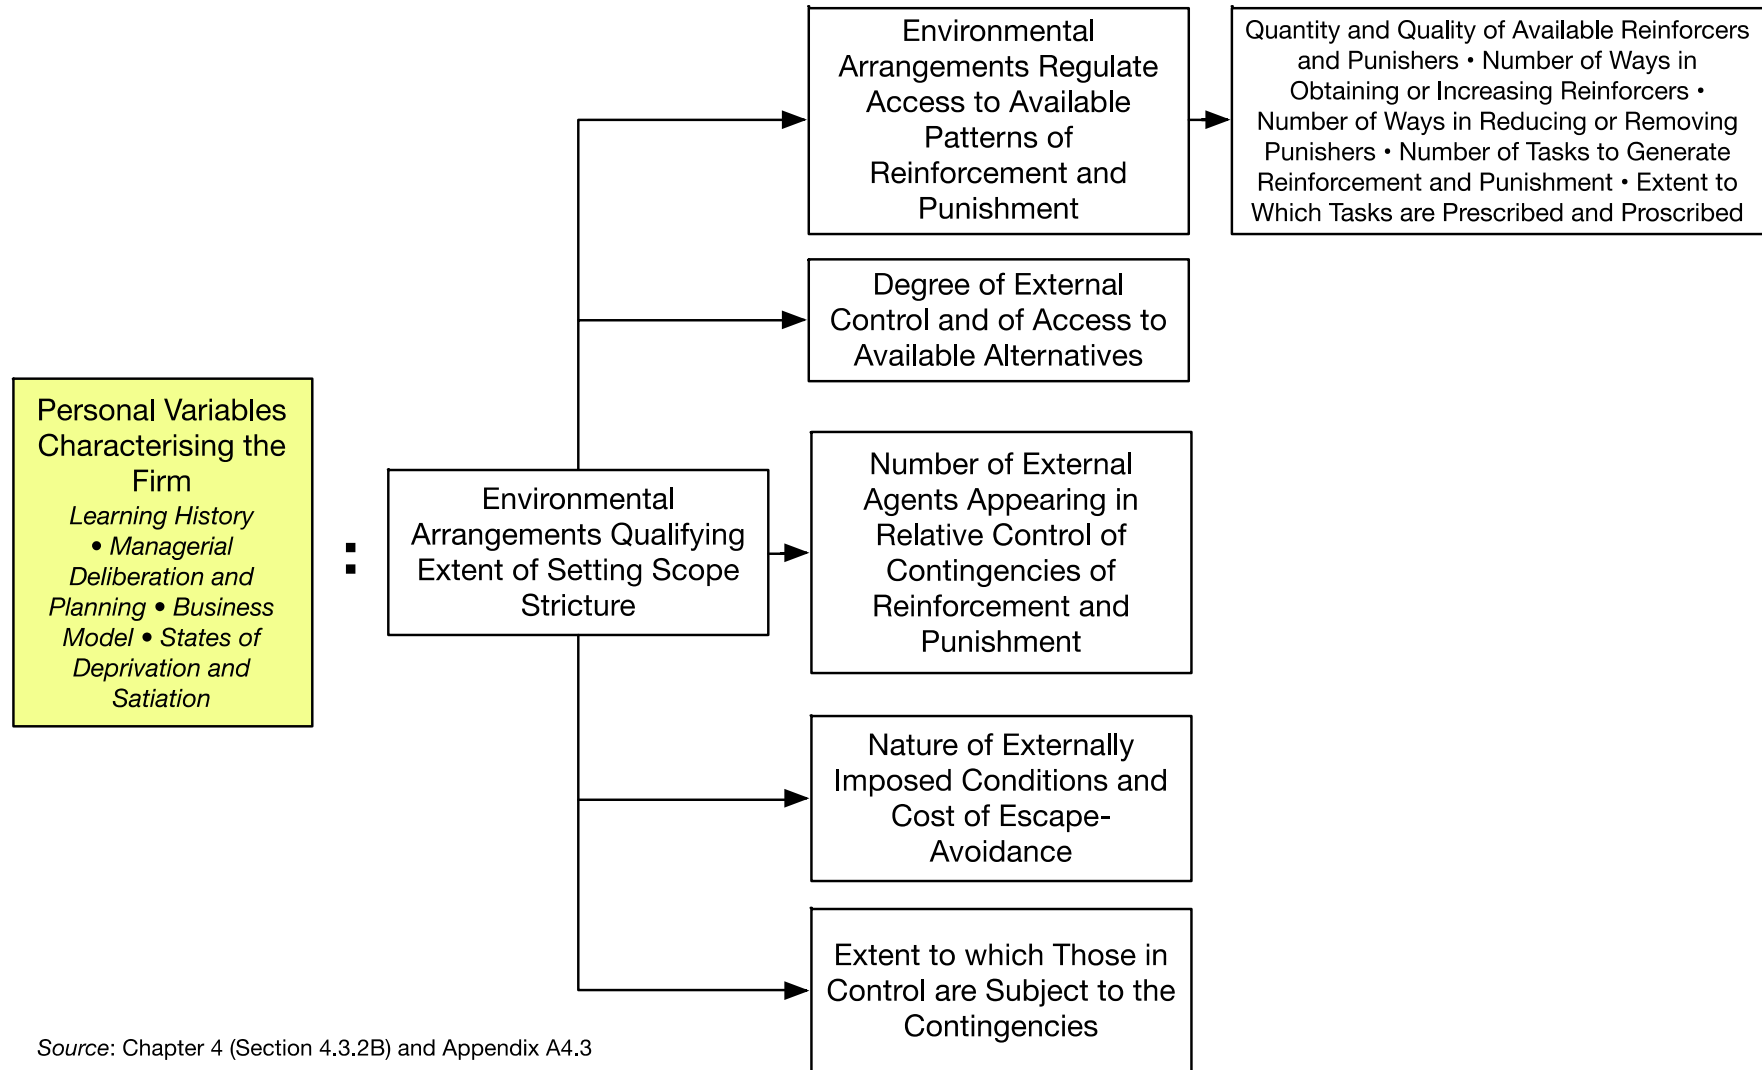 Personal Variables
Characterising the
Firm
Learning History
• Managerial
Deliberation and
Planning • Business
Model • States of
Deprivation and
Satiation
:
Environmental
Arrangements Qualifying
Extent of Setting Scope
Stricture
Environmental
Arrangements Regulate
Access to Available
Patterns of
Reinforcement and
Punishment
Quantity and Quality of Available Reinforcers
and Punishers • Number of Ways in
Obtaining or Increasing Reinforcers •
Number of Ways in Reducing or Removing
Punishers • Number of Tasks to Generate
Reinforcement and Punishment • Extent to
Which Tasks are Prescribed and Proscribed
Degree of External
Control and of Access to
Available Alternatives
Number of External
Agents Appearing in
Relative Control of
Contingencies of
Reinforcement and
Punishment
Nature of Externally
Imposed Conditions and
Cost of Escape-
Avoidance
Extent to which Those in
Control are Subject to the
Contingencies
Source: Chapter 4 (Section 4.3.2B) and Appendix A4.3